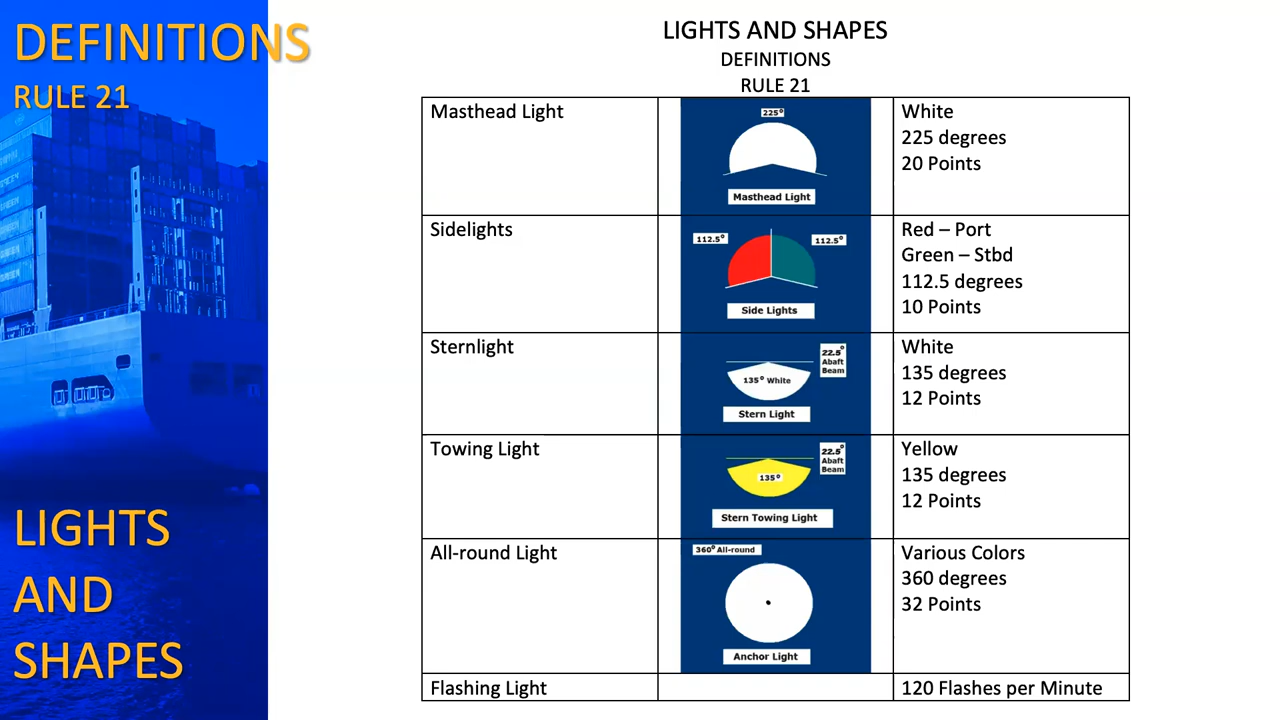 DEFINITIONS
RULE 21
LIGHTS
AND
SHAPES
LIGHTS AND SHAPES
DEFINITIONS
RULE 21
Masthead Light
225°
Masthead Light
White
225 degrees
20 Points
Sidelights
112.5°
112.5°
Side Lights
Red – Port
Green – Stbd
112.5 degrees
10 Points
Sternlight
22.5°
Abaft
Beam
135° White
Stern Light
White
135 degrees
12 Points
Towing Light
22.5°
Abaft
Beam
135°
Stern Towing Light
Yellow
135 degrees
12 Points
All-round Light
360° All-round
Anchor Light
Various Colors
360 degrees
32 Points
Flashing Light
120 Flashes per Minute